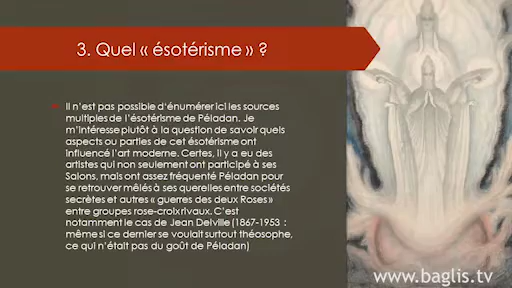 3. Quel « ésotérisme » ?
Il n'est pas possible d'énumérer ici les sources
multiples de l'ésotérisme de Péladan. Je
m'intéresse plutôt à la question de savoir quels
aspects ou parties de cet ésotérisme ont
influencé l'art moderne. Certes, il y a eu des
artistes qui non seulement ont participé à ses
Salons, mais ont assez fréquenté Péladan pour
se retrouver mêlés à ses querelles entre sociétés
secrètes et autres « guerres des deux Roses »
entre groupes rose-croix rivaux. C'est
notamment le cas de Jean Delville (1867-1953 :
même si ce dernier se voulait surtout théosophe,
ce qui n'était pas du goût de Péladan)
www.baglis.tv